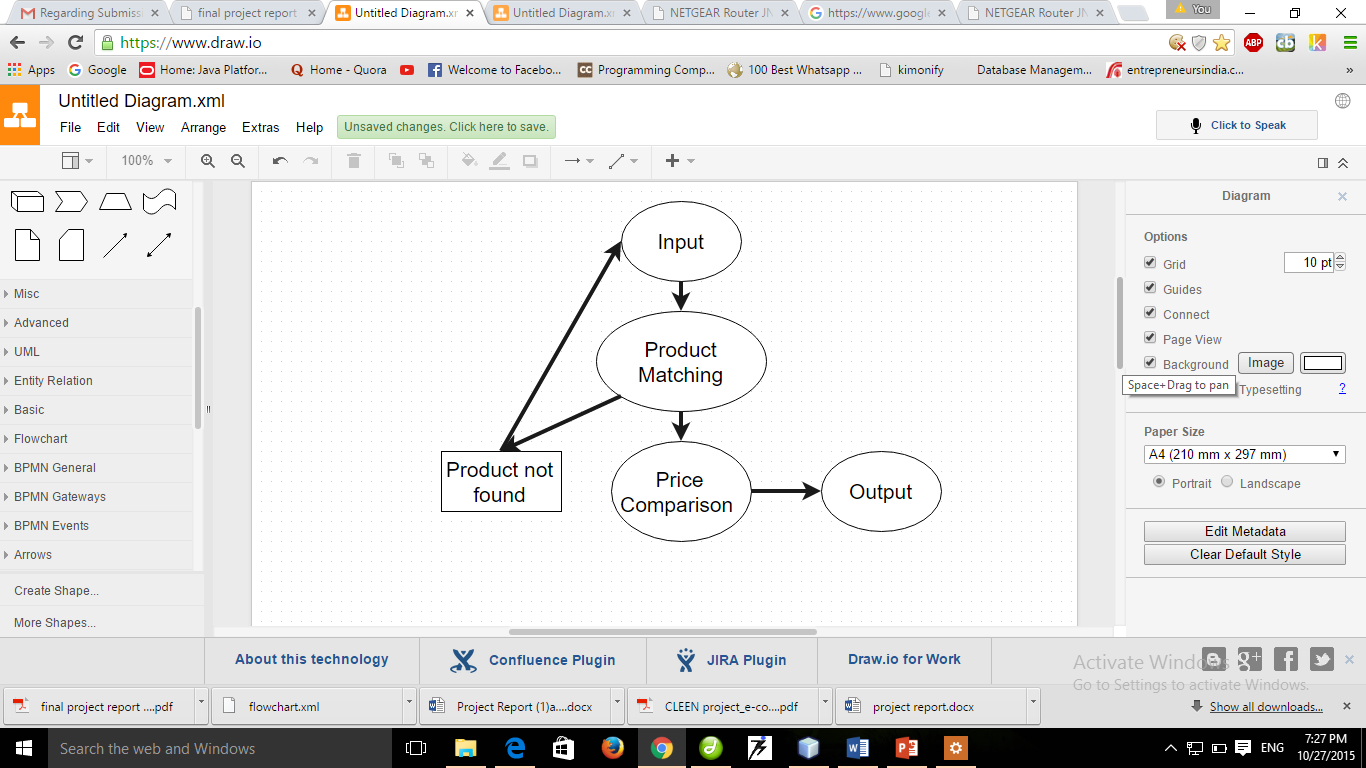 Regarding Submiss
final project report
Untitled Diagram.xm
Untitled Diagram.xm
NETGEAR Router JN
https://www.google
NETGEAR Router JN
You
https://www.draw.io
ABP
cb
k
Apps
Google
Home: Java Platfor...
Home - Quora
Welcome to Facebo...
CC Programming Comp...
100 Best Whatsapp ...
kimonify
Database Managem...
entrepreneursindia.c...
»
Untitled Diagram.xml
File Edit View Arrange Extras Help
Unsaved changes. Click here to save.
Click to Speak
100%
Misc
Advanced
UML
Entity Relation
Basic
Flowchart
BPMN General
BPMN Gateways
BPMN Events
Arrows
Create Shape...
More Shapes...
Input
Product
Matching
Product not
found
Price
Comparison
Output
Diagram
Options
Grid 10 pt
Guides
Connect
Page View
Background Image
Space+Drag to pan
Typesetting ?
Paper Size
A4 (210 mm x 297 mm)
Portrait Landscape
Edit Metadata
Clear Default Style
About this technology
Confluence Plugin
JIRA Plugin
Draw.io for Work
Activate Windows
Go to Settings to activate Windows.
final project report ....pdf
flowchart.xml
Project Report (1)a....docx
CLEEN project_e-co....pdf
project report.docx
Show all downloads...
Search the web and Windows
ENG
7:27 PM
10/27/2015